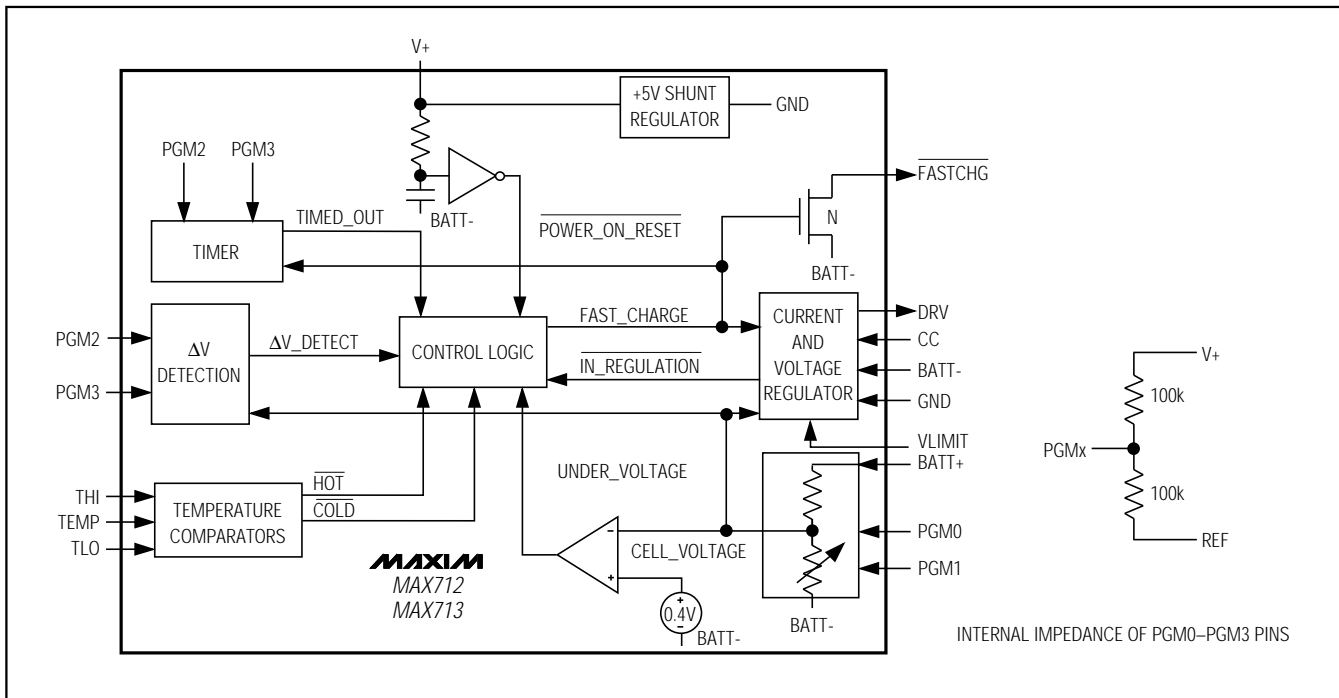 V+
+5V SHUNT
REGULATOR
GND
PGM2
PGM3
FASTCHG
TIMED_OUT
BATT-
N
POWER_ON_RESET
TIMER
BATT-
DRV
FAST_CHARGE
CURRENT
AND
VOLTAGE
REGULATOR
CC
PGM2
ΔV
DETECTION
ΔV_DETECT
CONTROL LOGIC
IN_REGULATION
BATT-
V+
PGM3
GND
100k
VLIMIT
PGMx
BATT+
UNDER_VOLTAGE
THI
HOT
100k
TEMP
TEMPERATURE
COMPARATORS
COLD
TLO
-
CELL_VOLTAGE
PGM0
REF
MAXIM
+
PGM1
MAX712
MAX713
+
0.4V
-
BATT-
BATT-
INTERNAL IMPEDANCE OF PGM0–PGM3 PINS